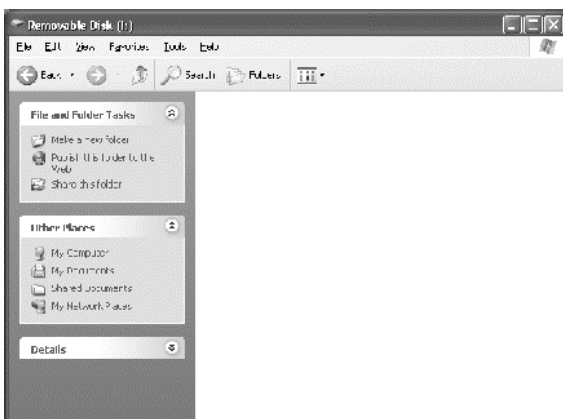 Removable Disk (I:)
File Edit View Favorites Tools Help
Back Search Folders
File and Folder Tasks
Make a new folder
Publish this folder to the
Web
Share this folder
Other Places
My Computer
My Documents
Shared Documents
My Network Places
Details